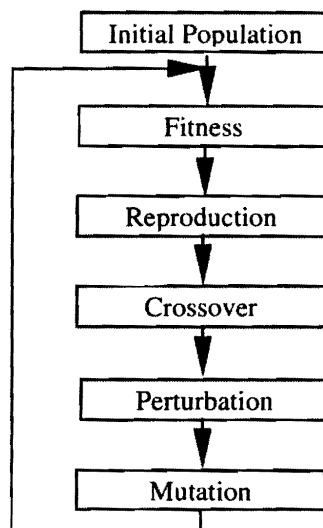 Initial Population
Fitness
Reproduction
Crossover
Perturbation
Mutation